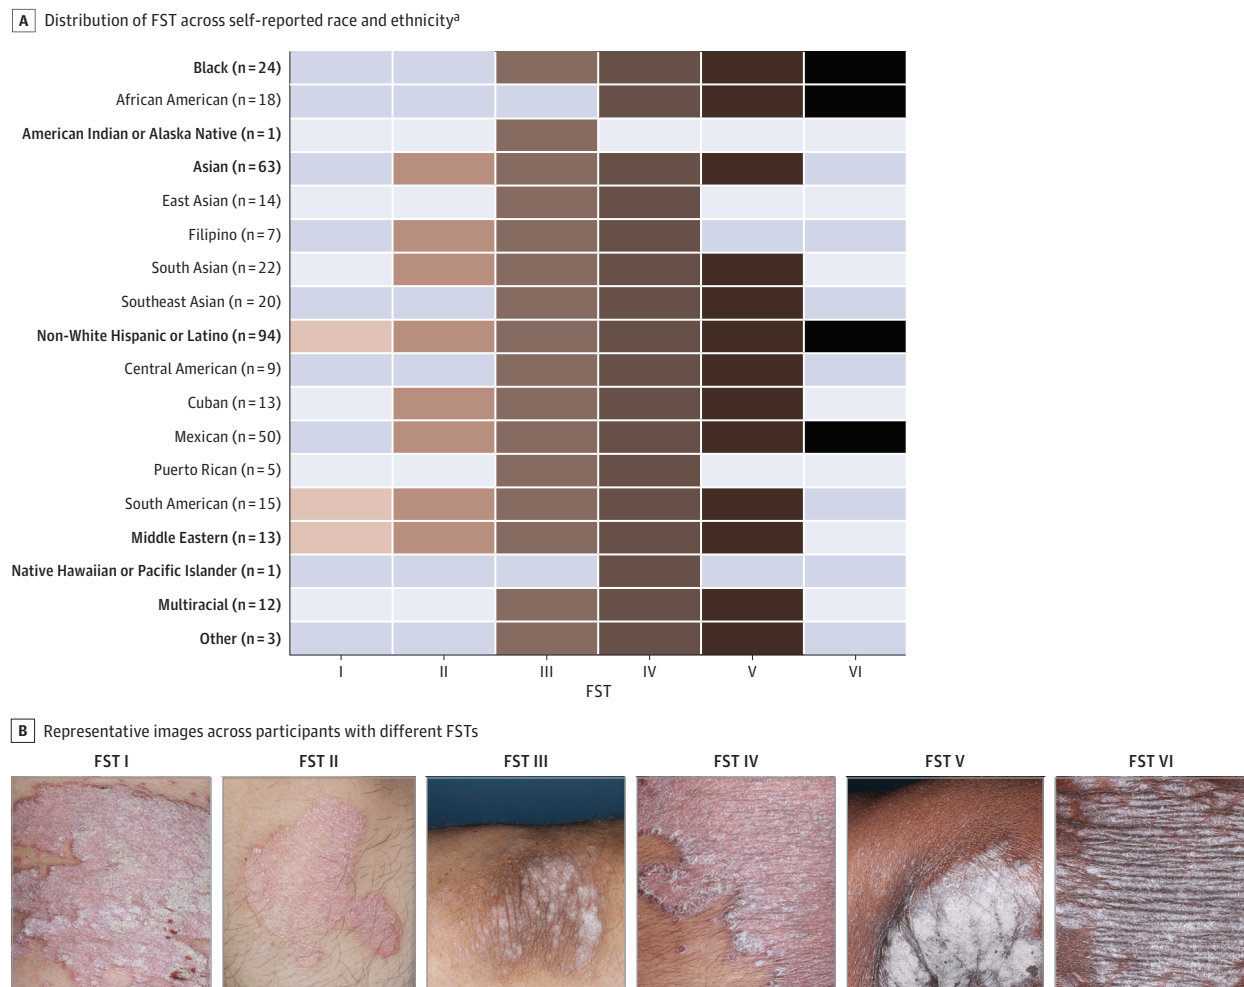 A Distribution of FST across self-reported race and ethnicityᵃ
Black (n=24)
African American (n=18)
American Indian or Alaska Native (n=1)
Asian (n=63)
East Asian (n=14)
Filipino (n=7)
South Asian (n=22)
Southeast Asian (n = 20)
Non-White Hispanic or Latino (n=94)
Central American (n=9)
Cuban (n=13)
Mexican (n=50)
Puerto Rican (n=5)
South American (n=15)
Middle Eastern (n=13)
Native Hawaiian or Pacific Islander (n=1)
Multiracial (n=12)
Other (n=3)
I II III IV V VI
FST
B Representative images across participants with different FSTs
FST I FST II FST III FST IV FST V FST VI